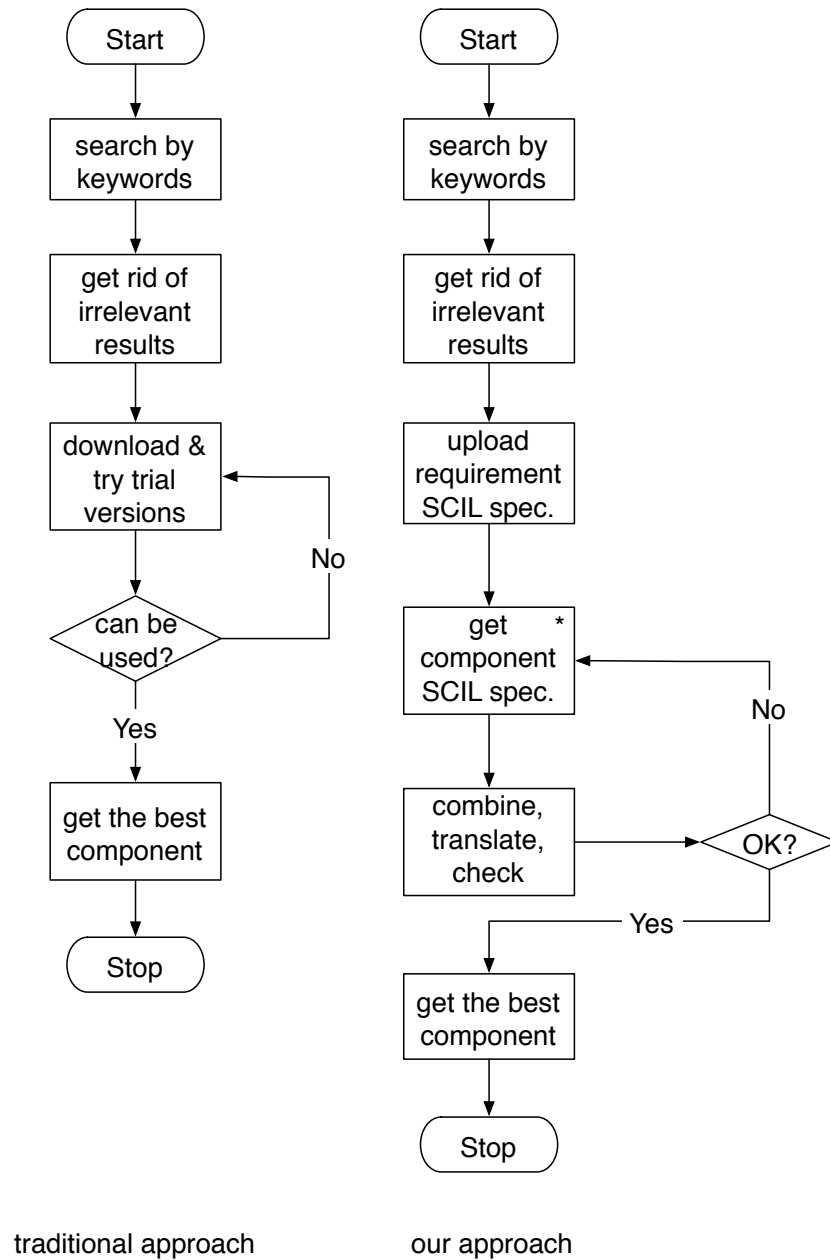 Start
search by
keywords
get rid of
irrelevant
results
download &
try trial
versions
No
can be
used?
Yes
get the best
component
Stop
traditional approach
Start
search by
keywords
get rid of
irrelevant
results
upload
requirement
SCIL spec.
get *
component
SCIL spec.
No
combine,
translate,
check
OK?
Yes
get the best
component
Stop
our approach